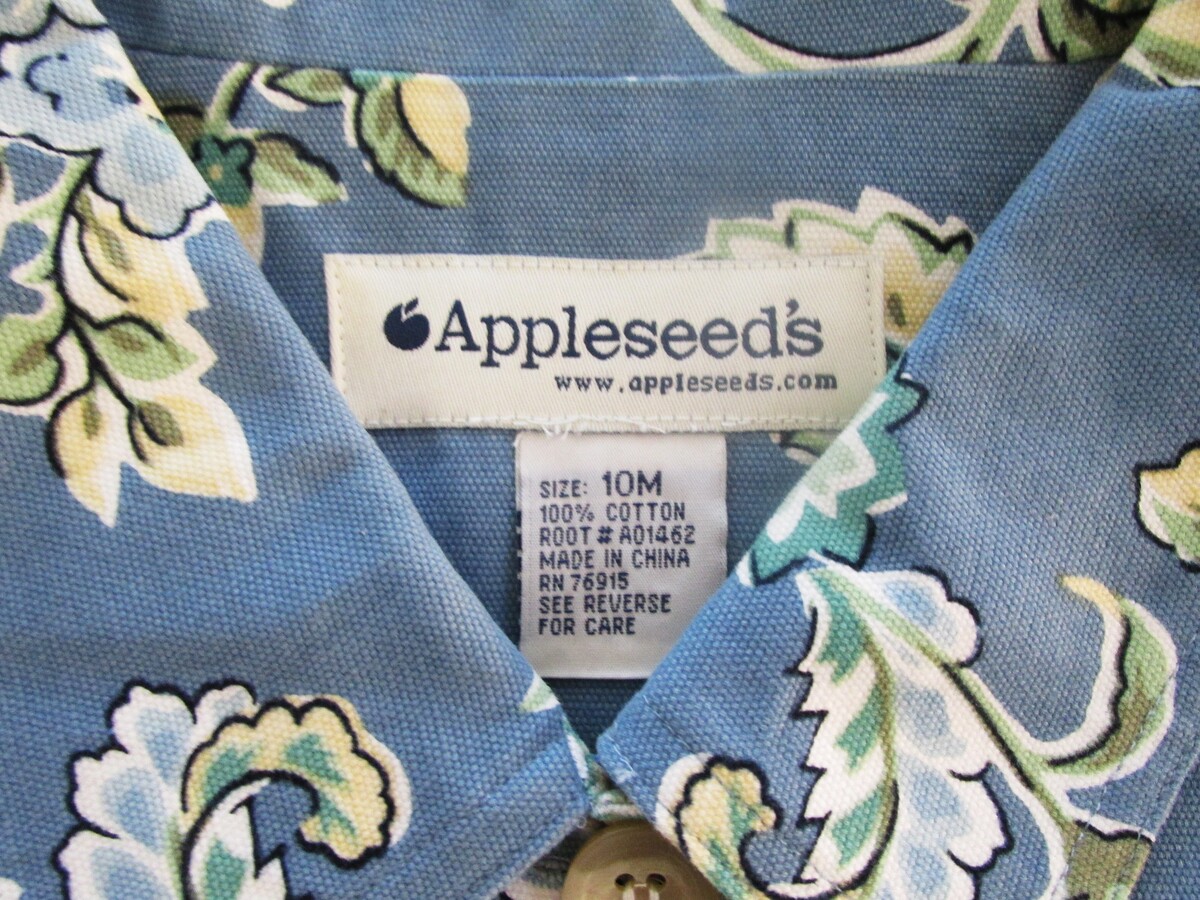 Appleseed's
www.appleseeds.com
SIZE: 10M
100% COTTON
ROOT # A01462
MADE IN CHINA
RN 76915
SEE REVERSE
FOR CARE